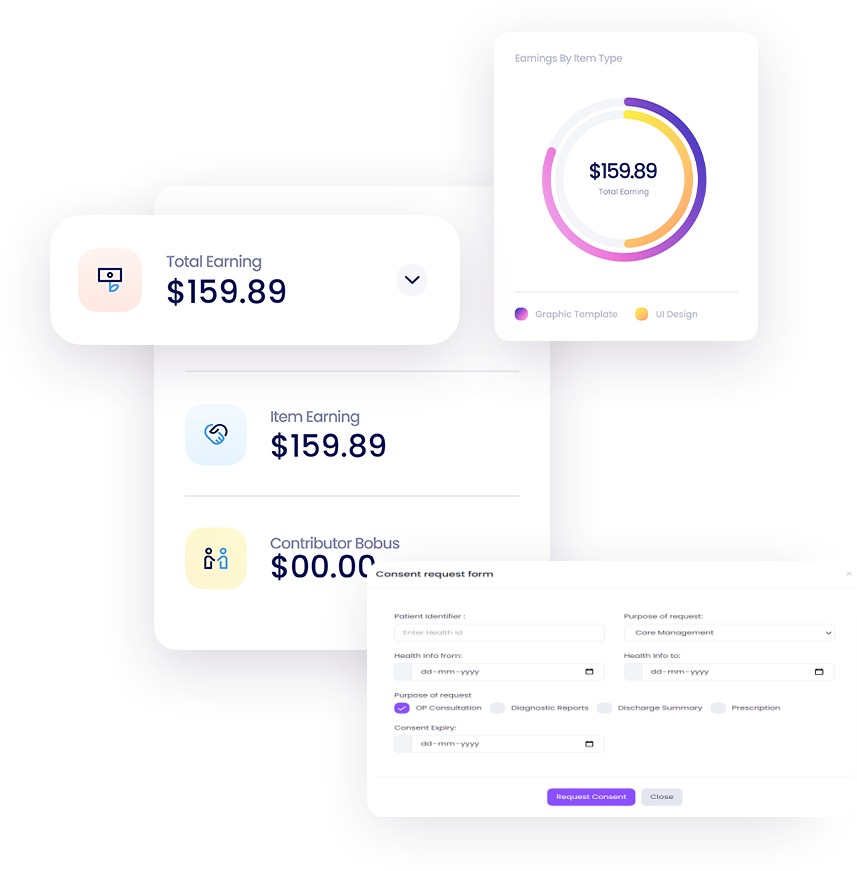 Earnings By Item Type
$159.89
Total Earning
Graphic Template UI Design
Total Earning
$159.89
Item Earning
$159.89
Contributor Bobus
$00.00
Consent request form
Patient Identifier : Purpose of request:
Enter Health Id Care Management
Health Info from: Health Info to:
dd-mm-yyyy dd-mm-yyyy
Purpose of request
OP Consultation Diagnostic Reports Discharge Summary Prescription
Consent Expiry:
dd-mm-yyyy
Request Consent Close